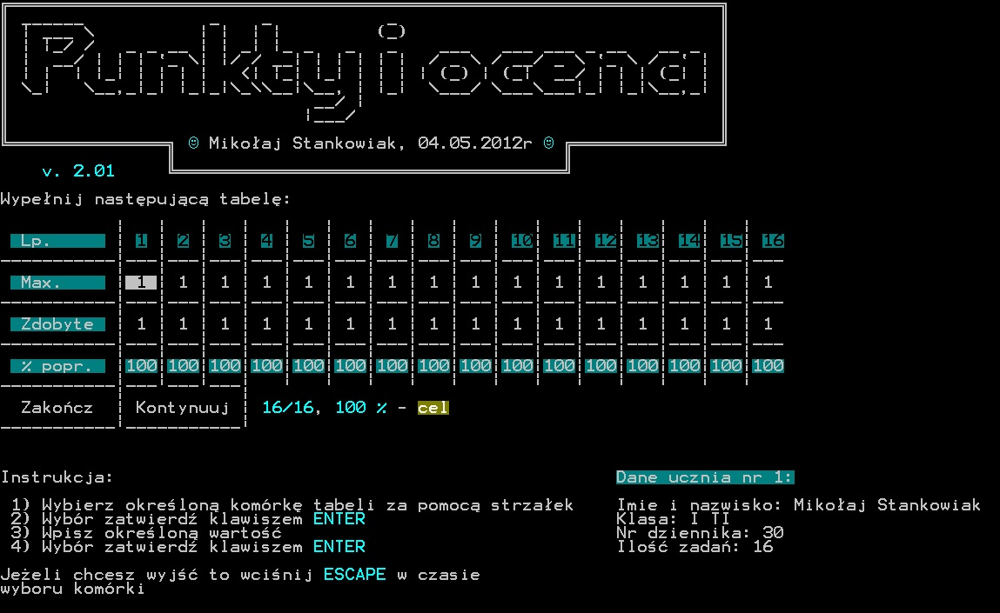 Punkty i ocena
☺ Mikołaj Stankowiak, 04.05.2012r ☺
v. 2.01
Wypełnij następującą tabelę:
Lp. 1 2 3 4 5 6 7 8 9 10 11 12 13 14 15 16
Max. 1 1 1 1 1 1 1 1 1 1 1 1 1 1 1 1
Zdobyte 1 1 1 1 1 1 1 1 1 1 1 1 1 1 1 1
% popr. 100 100 100 100 100 100 100 100 100 100 100 100 100 100 100 100
Zakończ Kontynuuj 16/16, 100 % - cel
Instrukcja:
1) Wybierz określoną komórkę tabeli za pomocą strzałek
2) Wybór zatwierdź klawiszem ENTER
3) Wpisz określoną wartość
4) Wybór zatwierdź klawiszem ENTER
Jeżeli chcesz wyjść to wciśnij ESCAPE w czasie
wyboru komórki
Dane ucznia nr 1:
Imie i nazwisko: Mikołaj Stankowiak
Klasa: I TI
Nr dziennika: 30
Ilość zadań: 16